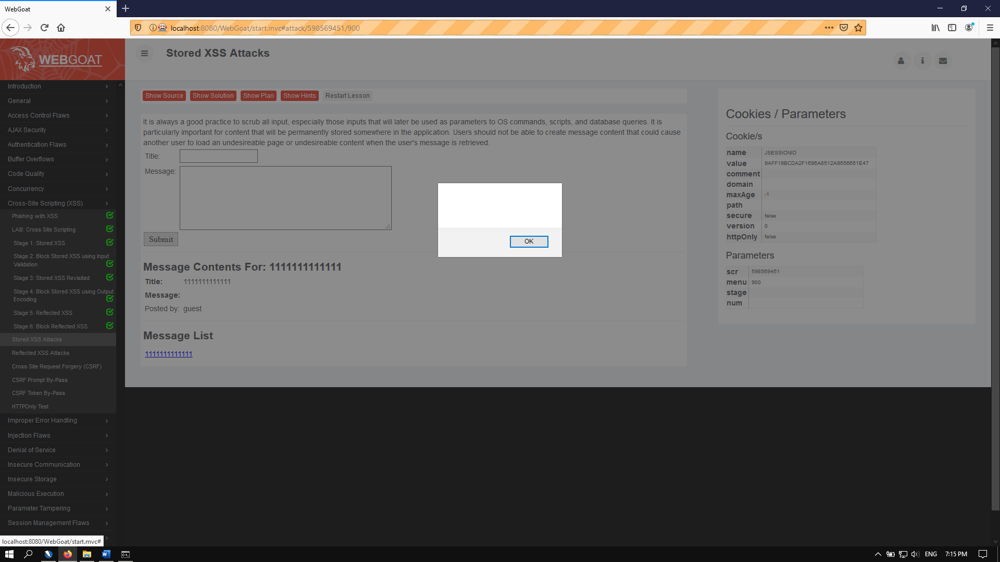 WebGoat
localhost:8080/WebGoat/start.mvc#attack/598569451/900
WEBGOAT
Stored XSS Attacks
Introduction
General
Access Control Flaws
AJAX Security
Authentication Flaws
Buffer Overflows
Code Quality
Concurrency
Cross-Site Scripting (XSS)
Phishing with XSS
LAB: Cross Site Scripting
Stage 1: Stored XSS
Stage 2: Block Stored XSS using Input
Validation
Stage 3: Stored XSS Revisited
Stage 4: Block Stored XSS using Output
Encoding
Stage 5: Reflected XSS
Stage 6: Block Reflected XSS
Stored XSS Attacks
Reflected XSS Attacks
Cross Site Request Forgery (CSRF)
CSRF Prompt By-Pass
CSRF Token By-Pass
HTTPOnly Test
Improper Error Handling
Injection Flaws
Denial of Service
Insecure Communication
Insecure Storage
Malicious Execution
Parameter Tampering
Session Management Flaws
localhost:8080/WebGoat/start.mvc#
Show Source Show Solution Show Plan Show Hints Restart Lesson
It is always a good practice to scrub all input, especially those inputs that will later be used as parameters to OS commands, scripts, and database queries. It is
particularly important for content that will be permanently stored somewhere in the application. Users should not be able to create message content that could cause
another user to load an undesireable page or undesireable content when the user's message is retrieved.
Title:
Message:
Submit
OK
Message Contents For: 1111111111111
Title: 1111111111111
Message:
Posted by: guest
Message List
1111111111111
Cookies / Parameters
Cookie/s
name JSESSIONID
value 9AFF19BCDA2F1696A8512A9556651E47
comment
domain
maxAge -1
path
secure false
version 0
httpOnly false
Parameters
scr 598569451
menu 900
stage
num
ENG 7:15 PM